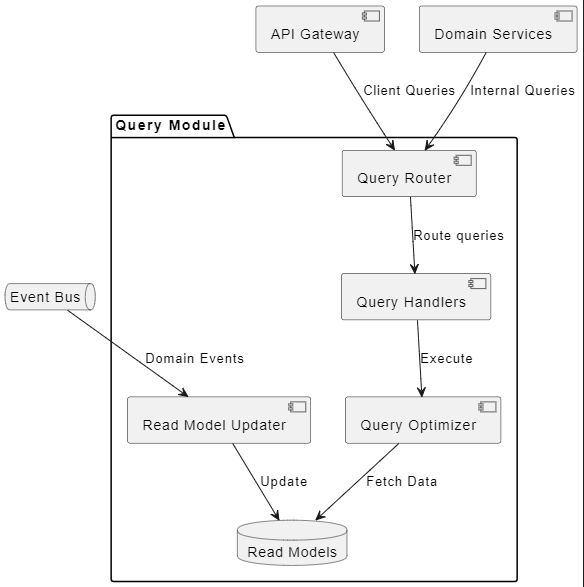 API Gateway
Domain Services
Client Queries
Internal Queries
Query Module
Query Router
Route queries
Event Bus
Query Handlers
Domain Events
Execute
Read Model Updater
Query Optimizer
Update
Fetch Data
Read Models